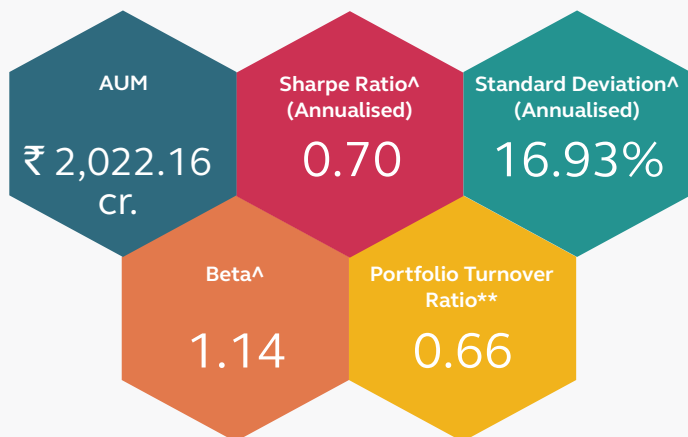 AUM
₹ 2,022.16
cr.
Sharpe Ratio^
(Annualised)
0.70
Standard Deviation^
(Annualised)
16.93%
Beta^
1.14
Portfolio Turnover
Ratio**
0.66